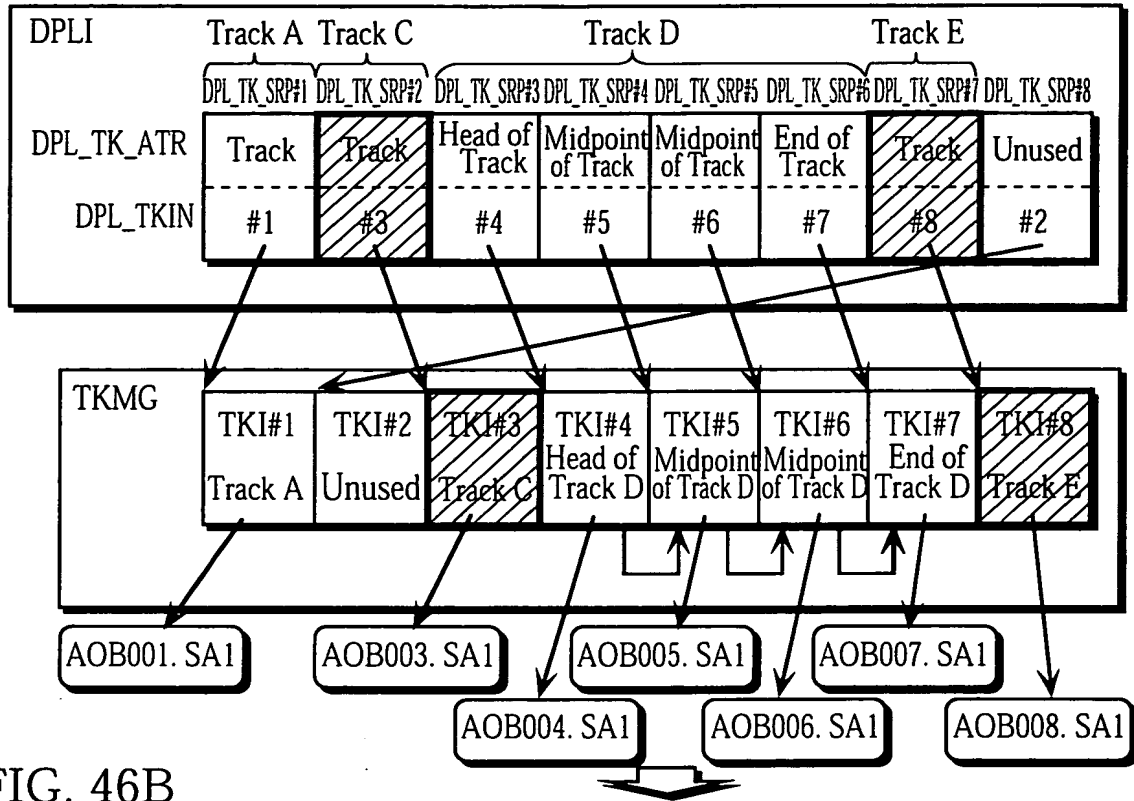 DPLI
Track A Track C Track D Track E
DPL_TK_SRP#1 DPL_TK_SRP#2 DPL_TK_SRP#3 DPL_TK_SRP#4 DPL_TK_SRP#5 DPL_TK_SRP#6 DPL_TK_SRP#7 DPL_TK_SRP#8
DPL_TK_ATR
Track
Track
Head of
Track
Midpoint
of Track
Midpoint
of Track
End of
Track
Track
Unused
DPL_TKIN
#1 #3 #4 #5 #6 #7 #8 #2
TKMG
TKI#1 TKI#2 TKI#3 TKI#4 TKI#5 TKI#6 TKI#7 TKI#8
Track A
Unused
Track C
Head of
Track D
Midpoint
of Track D
Midpoint
of Track D
End of
Track D
Track E
AOB001. SA1 AOB003. SA1 AOB005. SA1 AOB007. SA1
AOB004. SA1 AOB006. SA1 AOB008. SA1
FIG. 46B